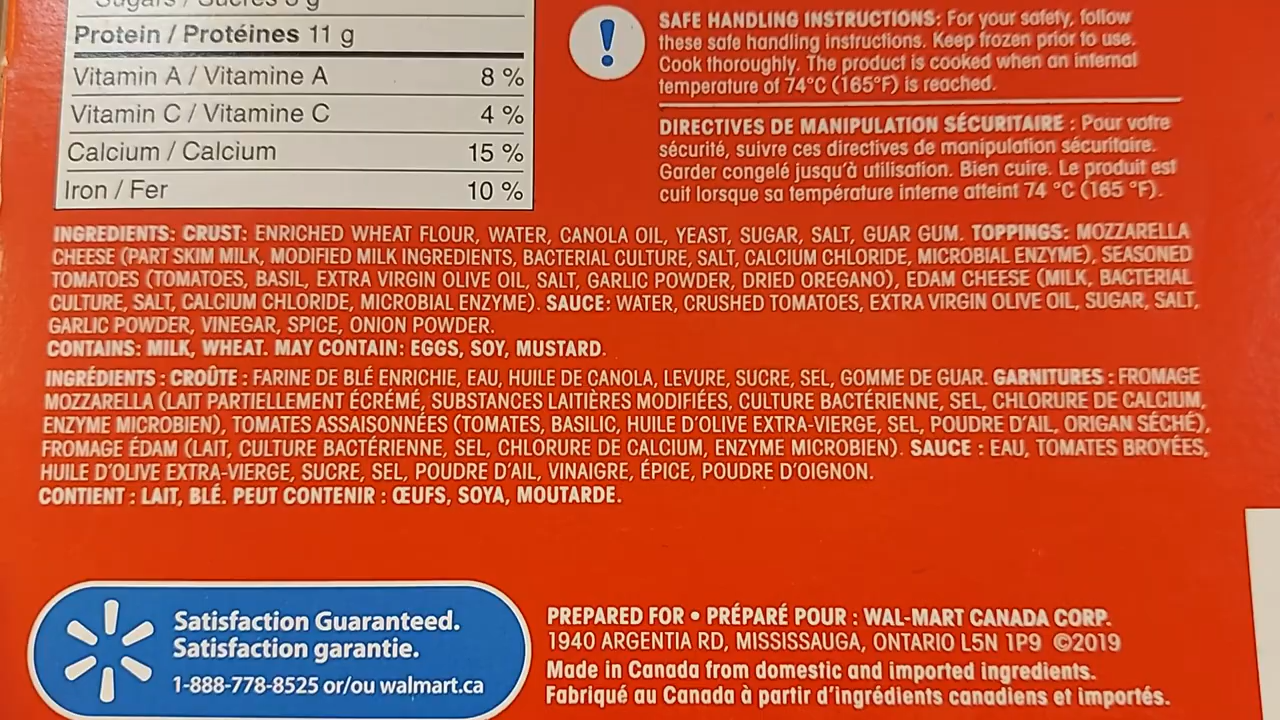 Sugars / Sucres g
Protein / Protéines 11 g
Vitamin A / Vitamine A 8 %
Vitamin C / Vitamine C 4 %
Calcium / Calcium 15 %
Iron / Fer 10 %
SAFE HANDLING INSTRUCTIONS: For your safety, follow
these safe handling instructions. Keep frozen prior to use.
Cook thoroughly. The product is cooked when an internal
temperature of 74°C (165°F) is reached.
DIRECTIVES DE MANIPULATION SÉCURITAIRE : Pour votre
sécurité, suivre ces directives de manipulation sécuritaire.
Garder congelé jusqu'à utilisation. Bien cuire. Le produit est
cuit lorsque sa température interne atteint 74 °C (165 °F).
INGREDIENTS: CRUST: ENRICHED WHEAT FLOUR, WATER, CANOLA OIL, YEAST, SUGAR, SALT, GUAR GUM. TOPPINGS: MOZZARELLA
CHEESE (PART SKIM MILK, MODIFIED MILK INGREDIENTS, BACTERIAL CULTURE, SALT, CALCIUM CHLORIDE, MICROBIAL ENZYME), SEASONED
TOMATOES (TOMATOES, BASIL, EXTRA VIRGIN OLIVE OIL, SALT, GARLIC POWDER, DRIED OREGANO), EDAM CHEESE (MILK, BACTERIAL
CULTURE, SALT, CALCIUM CHLORIDE, MICROBIAL ENZYME). SAUCE: WATER, CRUSHED TOMATOES, EXTRA VIRGIN OLIVE OIL, SUGAR, SALT,
GARLIC POWDER, VINEGAR, SPICE, ONION POWDER.
CONTAINS: MILK, WHEAT. MAY CONTAIN: EGGS, SOY, MUSTARD.
INGRÉDIENTS : CROÛTE : FARINE DE BLÉ ENRICHIE, EAU, HUILE DE CANOLA, LEVURE, SUCRE, SEL, GOMME DE GUAR. GARNITURES : FROMAGE
MOZZARELLA (LAIT PARTIELLEMENT ÉCRÉMÉ, SUBSTANCES LAITIÈRES MODIFIÉES, CULTURE BACTÉRIENNE, SEL, CHLORURE DE CALCIUM,
ENZYME MICROBIEN), TOMATES ASSAISONNÉES (TOMATES, BASILIC, HUILE D'OLIVE EXTRA-VIERGE, SEL, POUDRE D'AIL, ORIGAN SÉCHÉ),
FROMAGE ÉDAM (LAIT, CULTURE BACTÉRIENNE, SEL, CHLORURE DE CALCIUM, ENZYME MICROBIEN). SAUCE : EAU, TOMATES BROYÉES,
HUILE D'OLIVE EXTRA-VIERGE, SUCRE, SEL, POUDRE D'AIL, VINAIGRE, ÉPICE, POUDRE D'OIGNON.
CONTIENT : LAIT, BLÉ. PEUT CONTENIR : ŒUFS, SOYA, MOUTARDE.
Satisfaction Guaranteed.
Satisfaction garantie.
1-888-778-8525 or/ou walmart.ca
PREPARED FOR • PRÉPARÉ POUR : WAL-MART CANADA CORP.
1940 ARGENTIA RD, MISSISSAUGA, ONTARIO L5N 1P9 ©2019
Made in Canada from domestic and imported ingredients.
Fabriqué au Canada à partir d'ingrédients canadiens et importés.